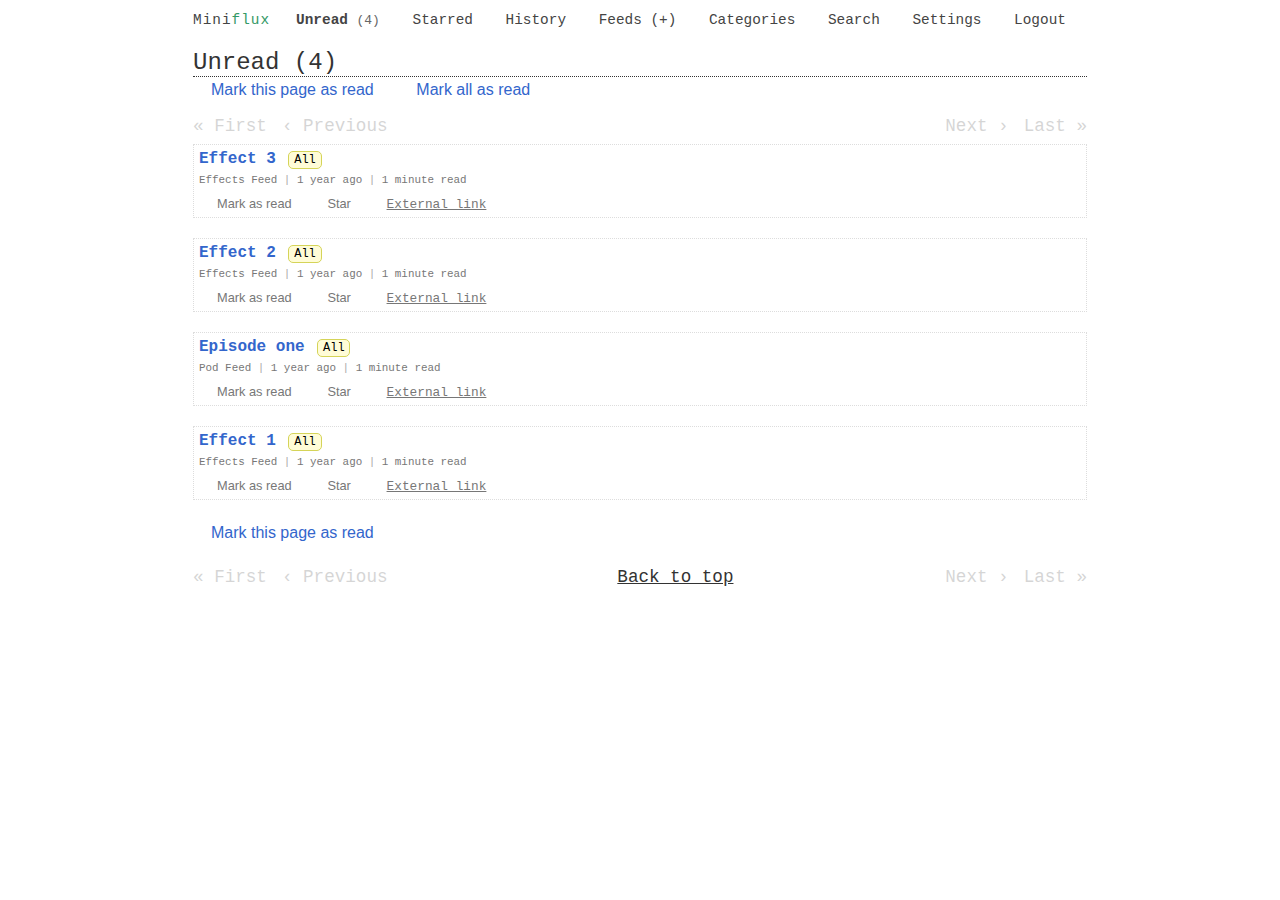 Miniflux Unread (4) Starred History Feeds (+) Categories Search Settings Logout
Unread (4)
Mark this page as read Mark all as read
« First ‹ Previous Next › Last »
Effect 3 All
Effects Feed | 1 year ago | 1 minute read
Mark as read Star External link
Effect 2 All
Effects Feed | 1 year ago | 1 minute read
Mark as read Star External link
Episode one All
Pod Feed | 1 year ago | 1 minute read
Mark as read Star External link
Effect 1 All
Effects Feed | 1 year ago | 1 minute read
Mark as read Star External link
Mark this page as read
« First ‹ Previous Back to top Next › Last »